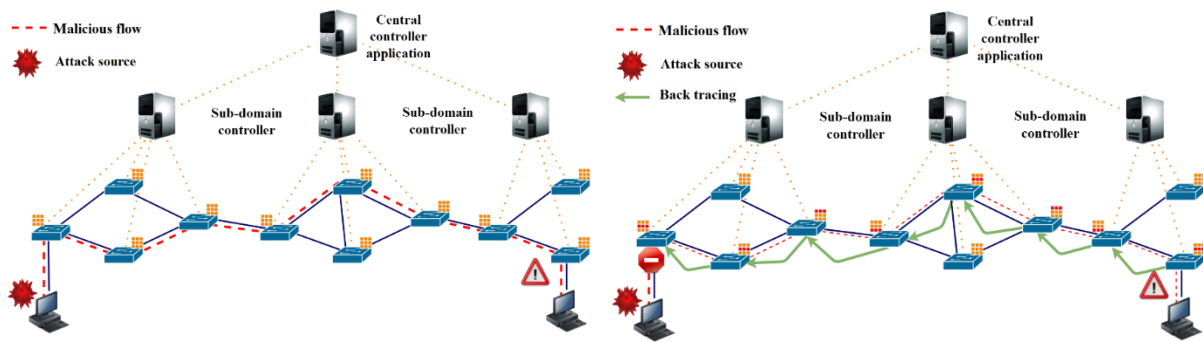 Malicious flow
Attack source
Central
controller
application
Sub-domain
controller
Sub-domain
controller
Malicious flow
Attack source
Back tracing
Central
controller
application
Sub-domain
controller
Sub-domain
controller